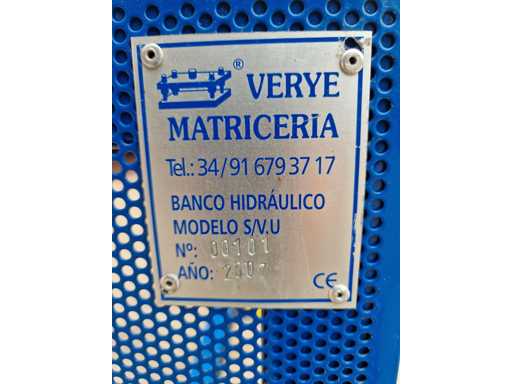 ® VERYE
MATRICERIA
Tel.: 34/91 679 37 17
BANCO HIDRÁULICO
MODELO S/V.U
Nº: 00101
AÑO:
CE